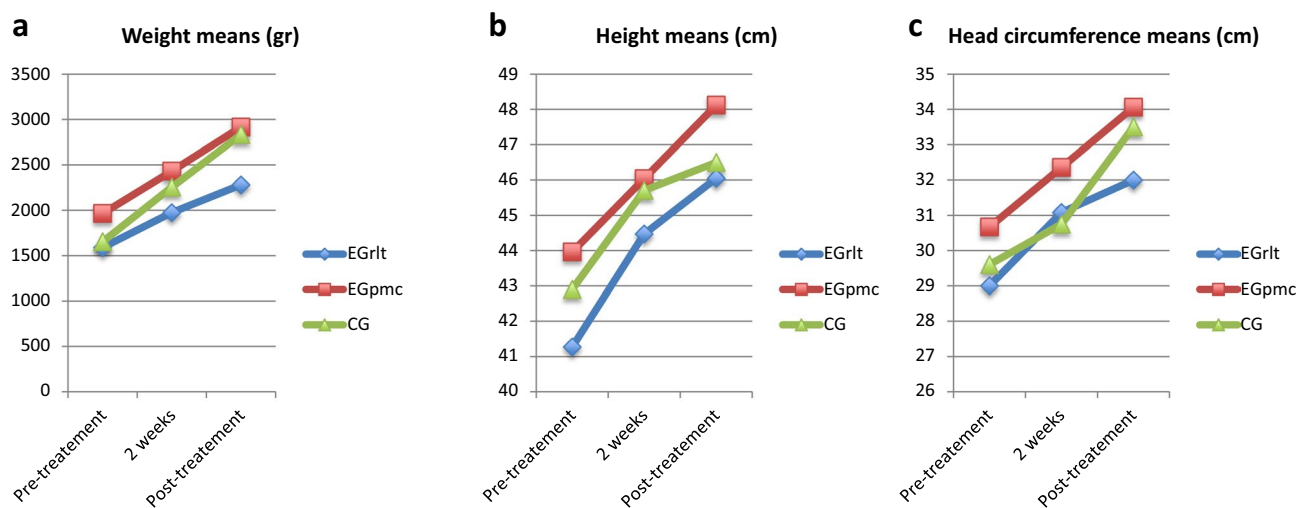 a
Weight means (gr)
3500
3000
2500
2000
1500
1000
500
0
Pre-treatement
2 weeks
Post-treatement
EGrlt
EGpmc
CG
b
Height means (cm)
49
48
47
46
45
44
43
42
41
40
Pre-treatement
2 weeks
Post-treatement
EGrlt
EGpmc
CG
c
Head circumference means (cm)
35
34
33
32
31
30
29
28
27
26
Pre-treatement
2 weeks
Post-treatement
EGrlt
EGpmc
CG